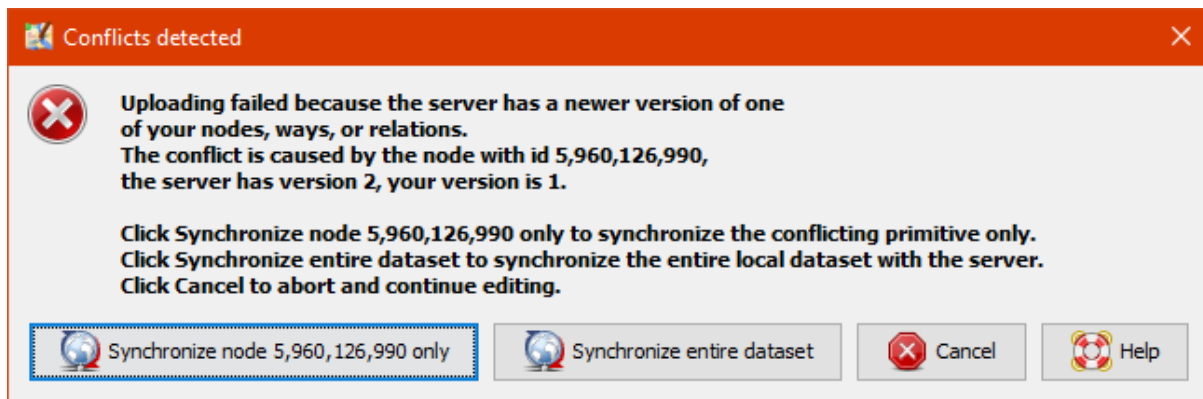 Conflicts detected
Uploading failed because the server has a newer version of one
of your nodes, ways, or relations.
The conflict is caused by the node with id 5,960,126,990,
the server has version 2, your version is 1.
Click Synchronize node 5,960,126,990 only to synchronize the conflicting primitive only.
Click Synchronize entire dataset to synchronize the entire local dataset with the server.
Click Cancel to abort and continue editing.
Synchronize node 5,960,126,990 only
Synchronize entire dataset
Cancel
Help